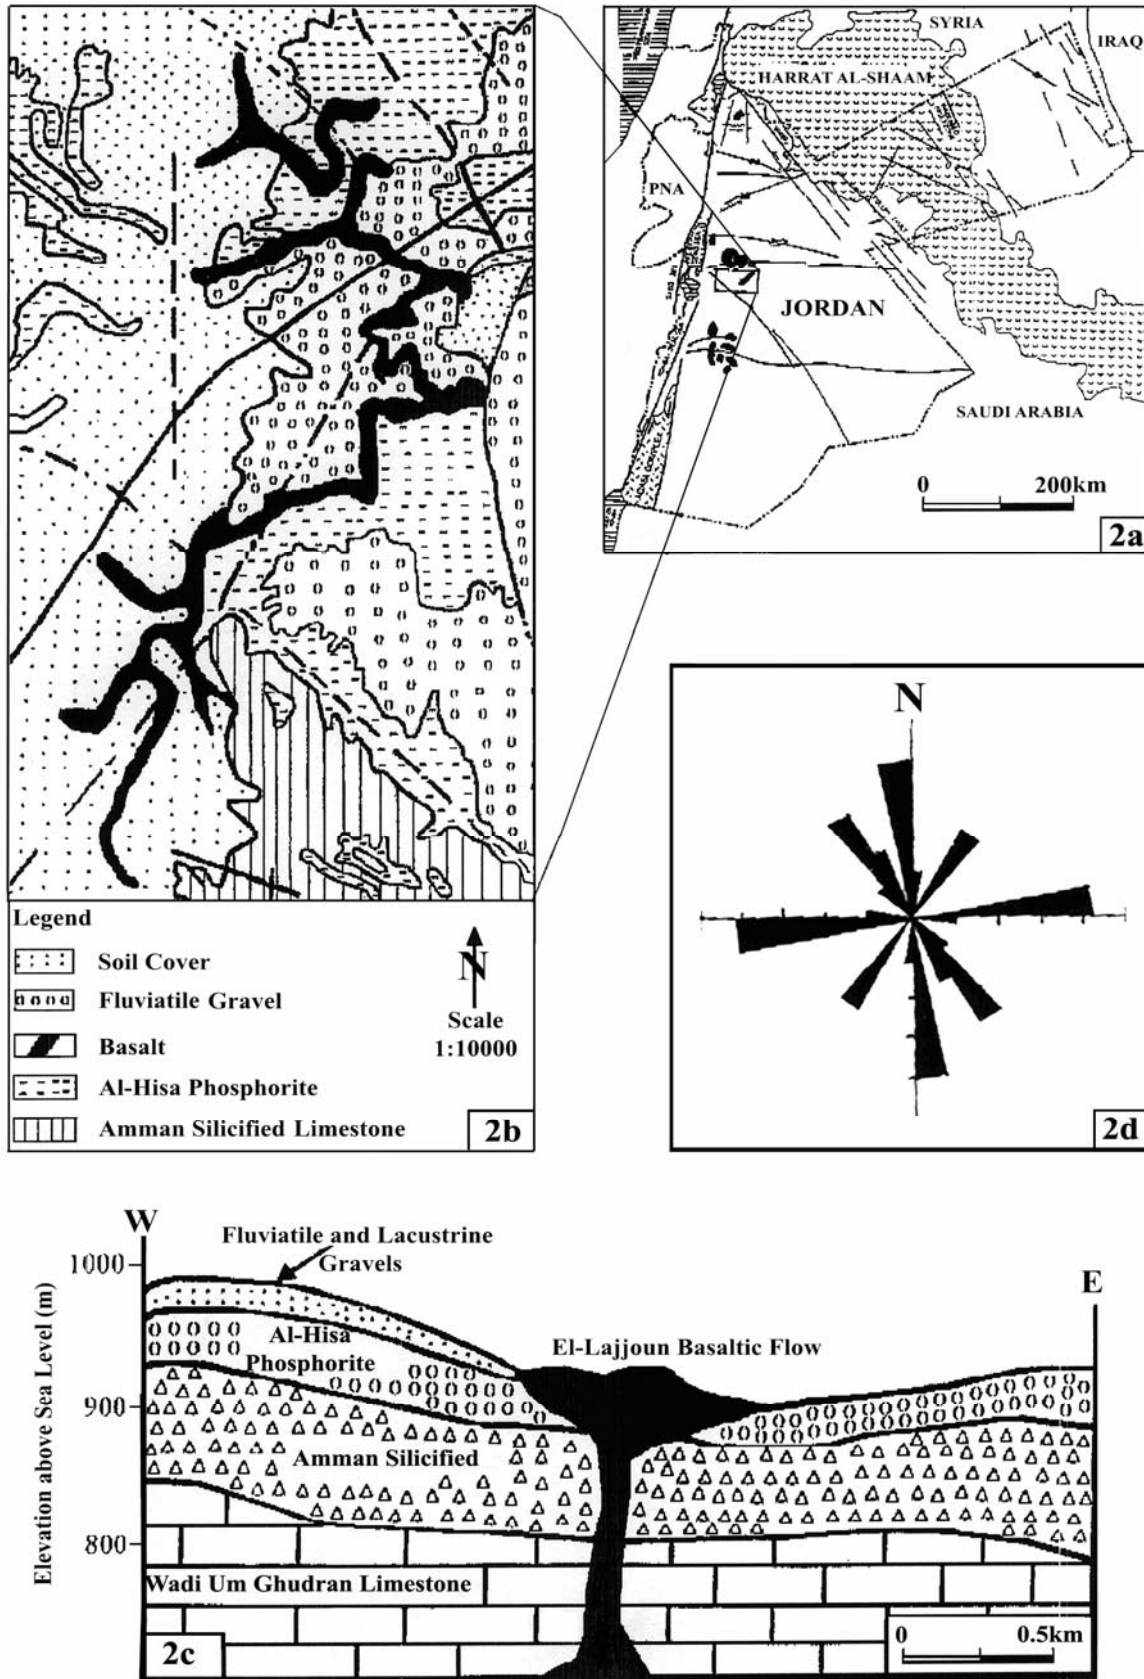 SYRIA
IRAQ
HARRAT AL-SHAAM
PNA
JORDAN
SAUDI ARABIA
0 200km
2a
Legend
Soil Cover
Fluviatile Gravel
Basalt
Al-Hisa Phosphorite
Amman Silicified Limestone
N
Scale
1:10000
2b
N
2d
W
E
Fluviatile and Lacustrine
Gravels
1000
Al-Hisa
Phosphorite
El-Lajjoun Basaltic Flow
900
Amman Silicified
800
Wadi Um Ghudran Limestone
Elevation above Sea Level (m)
2c
0 0.5km